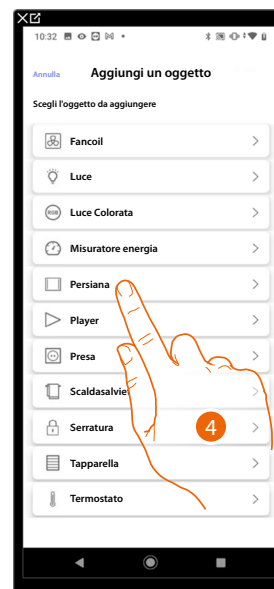 10:32
Annulla Aggiungi un oggetto
Scegli l'oggetto da aggiungere
Fancoil
Luce
RGB Luce Colorata
Misuratore energia
Persiana
Player
Presa
Scaldasalvie
Serratura
4
Tapparella
Termostato